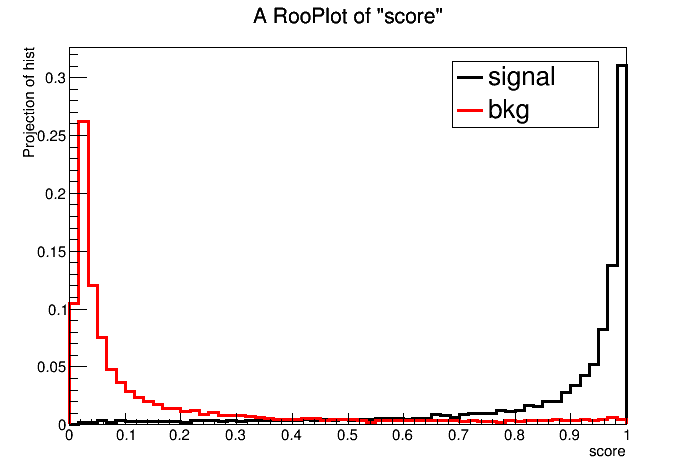 A RooPlot of "score"
Projection of hist
signal
bkg
0.3
0.25
0.2
0.15
0.1
0.05
0
0 0.1 0.2 0.3 0.4 0.5 0.6 0.7 0.8 0.9 1
score